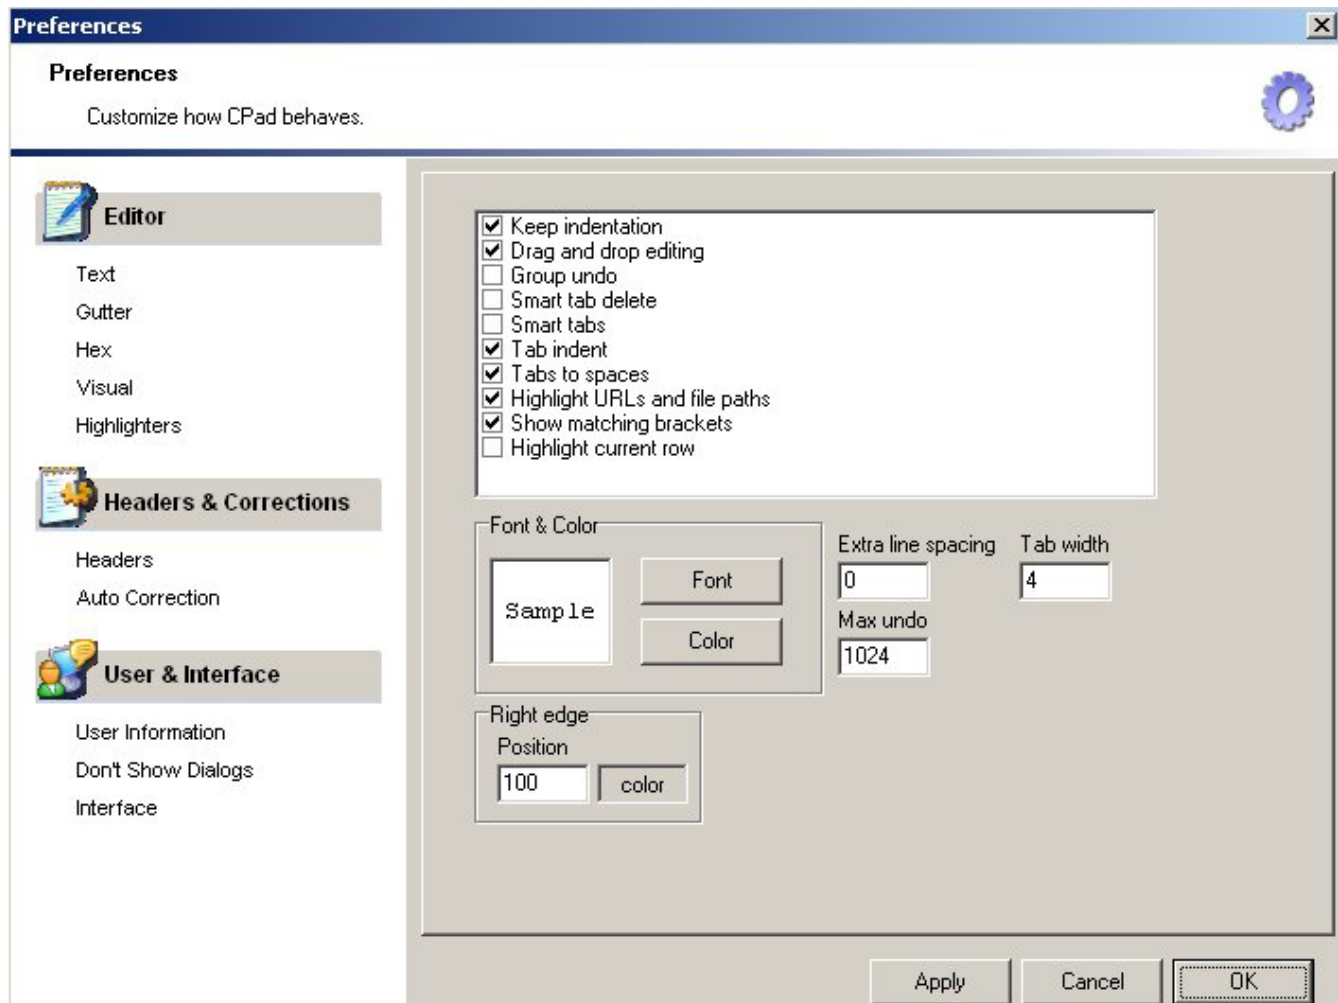 Preferences
Preferences
Customize how CPad behaves.
Editor
Text
Gutter
Hex
Visual
Highlighters
Headers & Corrections
Headers
Auto Correction
User & Interface
User Information
Don't Show Dialogs
Interface
Keep indentation
Drag and drop editing
Group undo
Smart tab delete
Smart tabs
Tab indent
Tabs to spaces
Highlight URLs and file paths
Show matching brackets
Highlight current row
Font & Color
Sample
Font
Color
Extra line spacing
0
Tab width
4
Max undo
1024
Right edge
Position
100
color
Apply
Cancel
OK